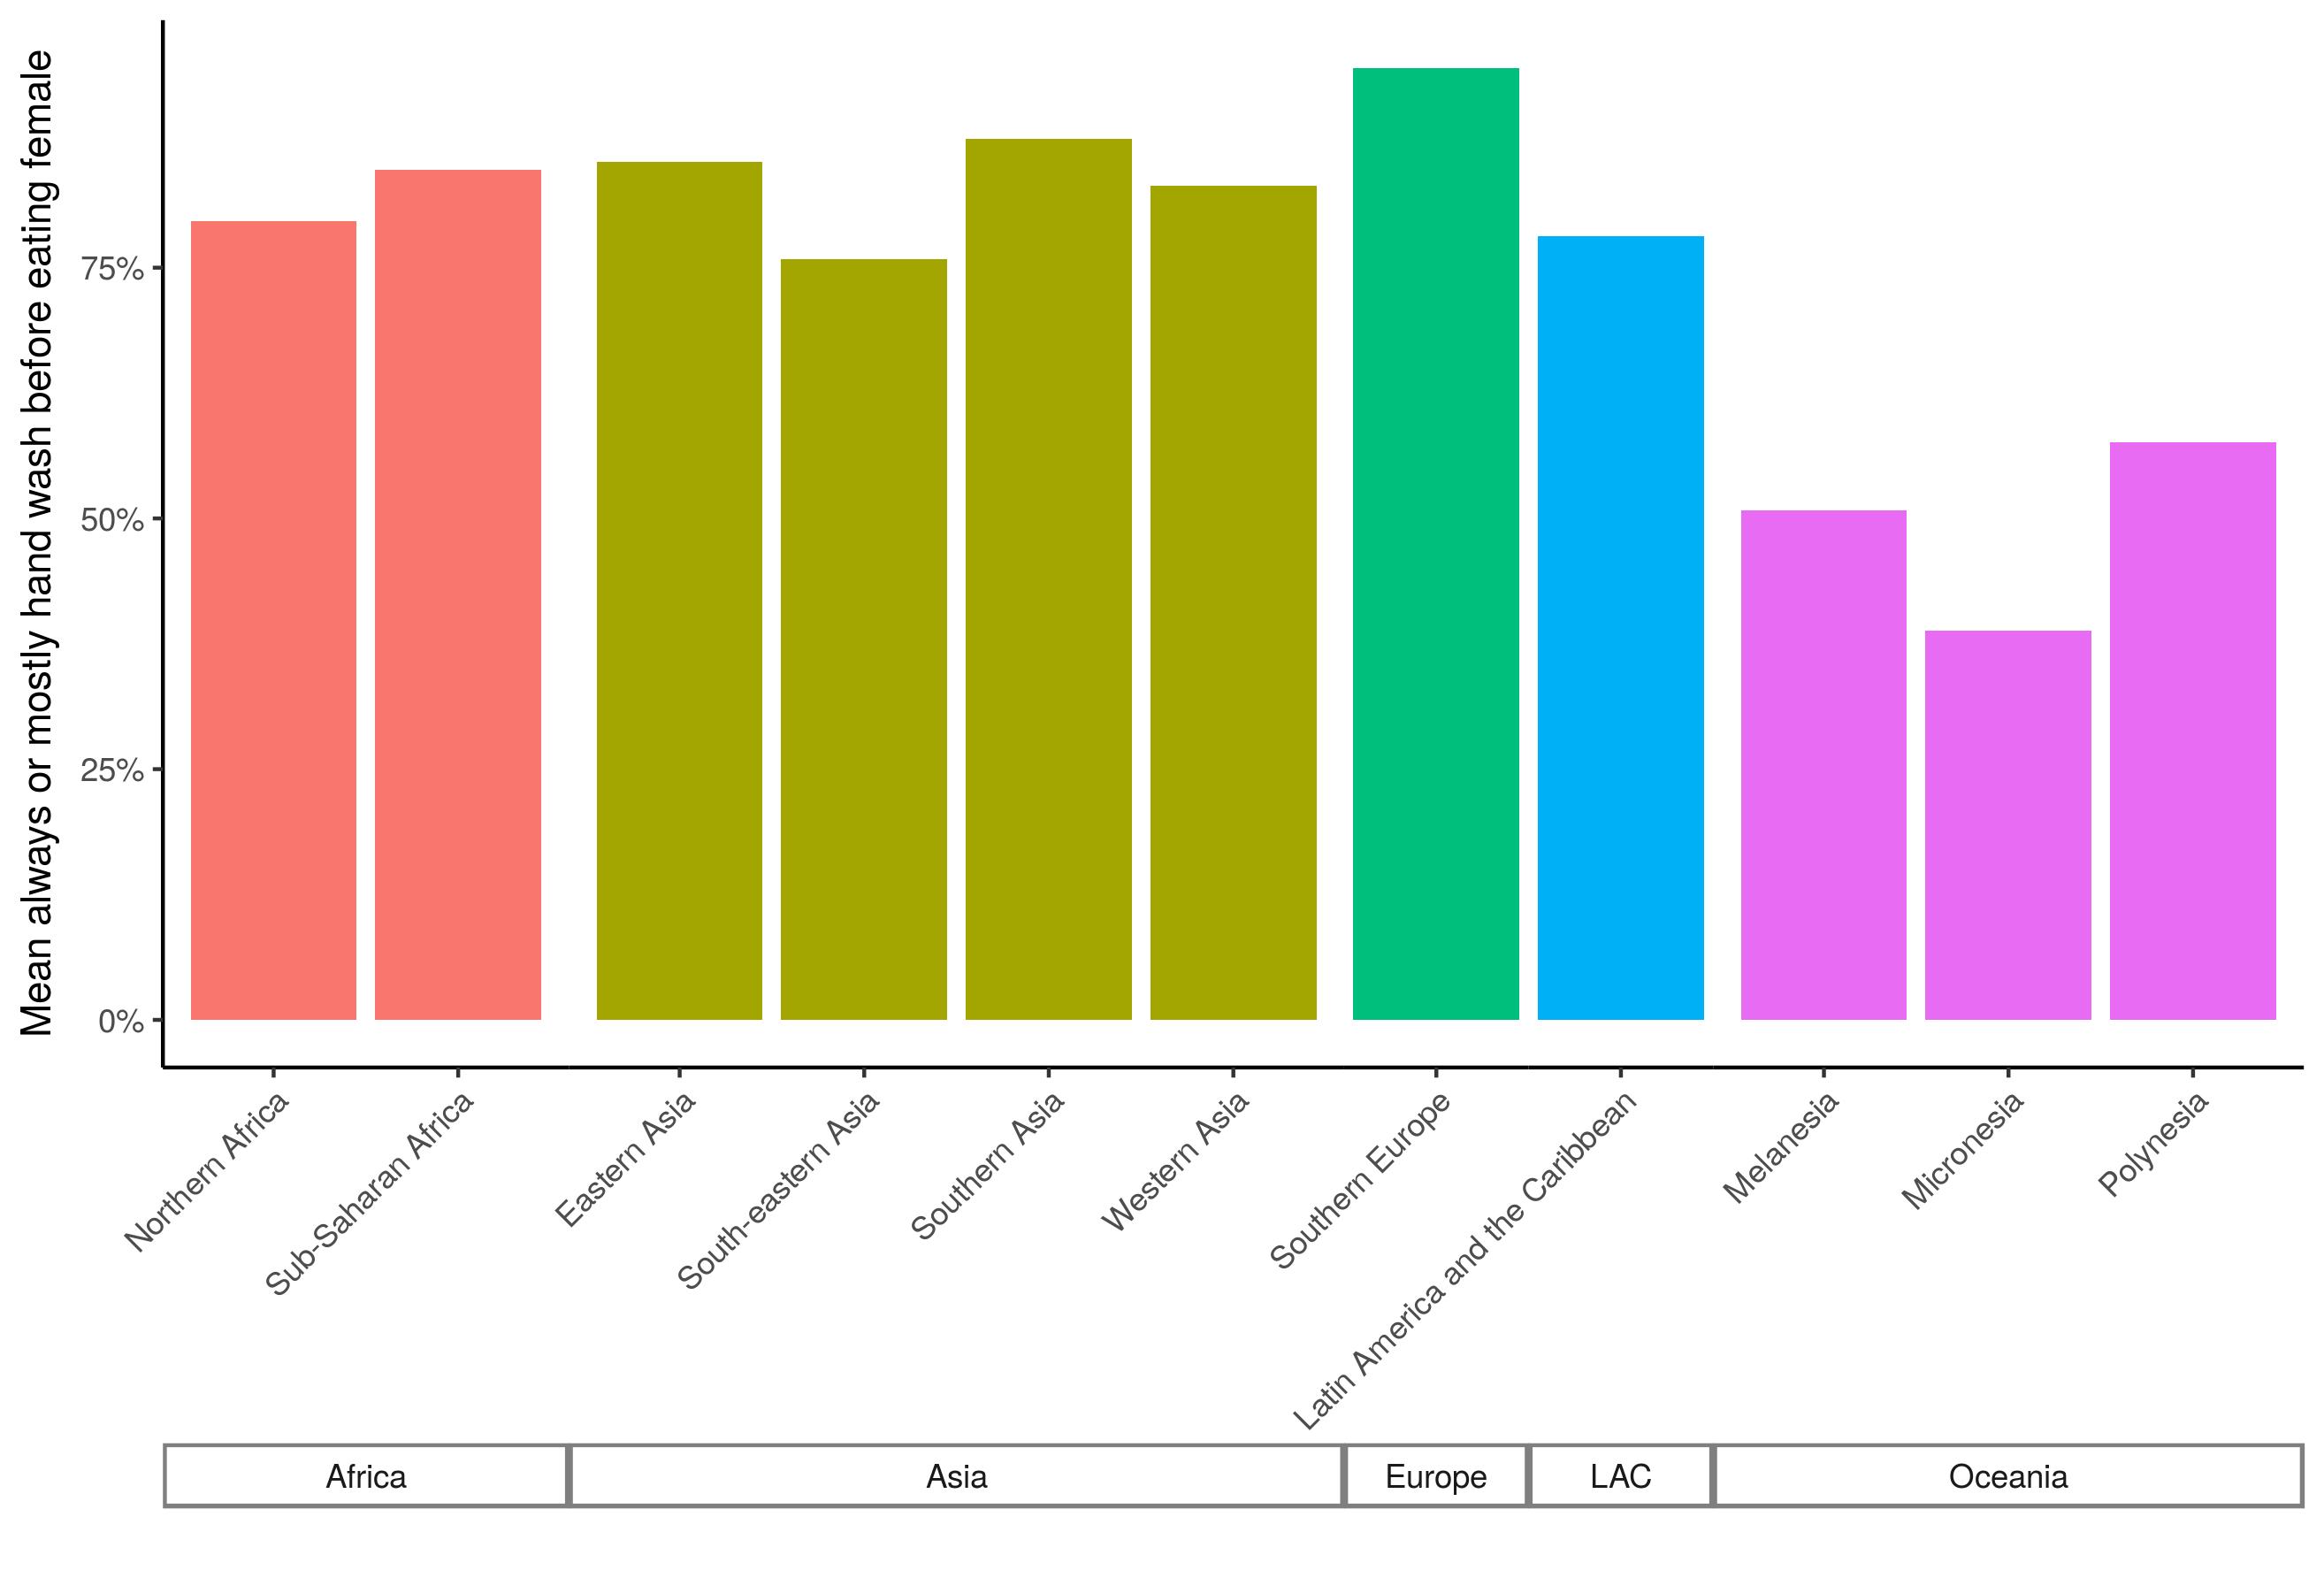 Mean always or mostly hand wash before eating female
75%
50%
25%
0%
Northern Africa
Sub-Saharan Africa
Eastern Asia
South-eastern Asia
Southern Asia
Western Asia
Southern Europe
Latin America and the Caribbean
Melanesia
Micronesia
Polynesia
Africa
Asia
Europe
LAC
Oceania